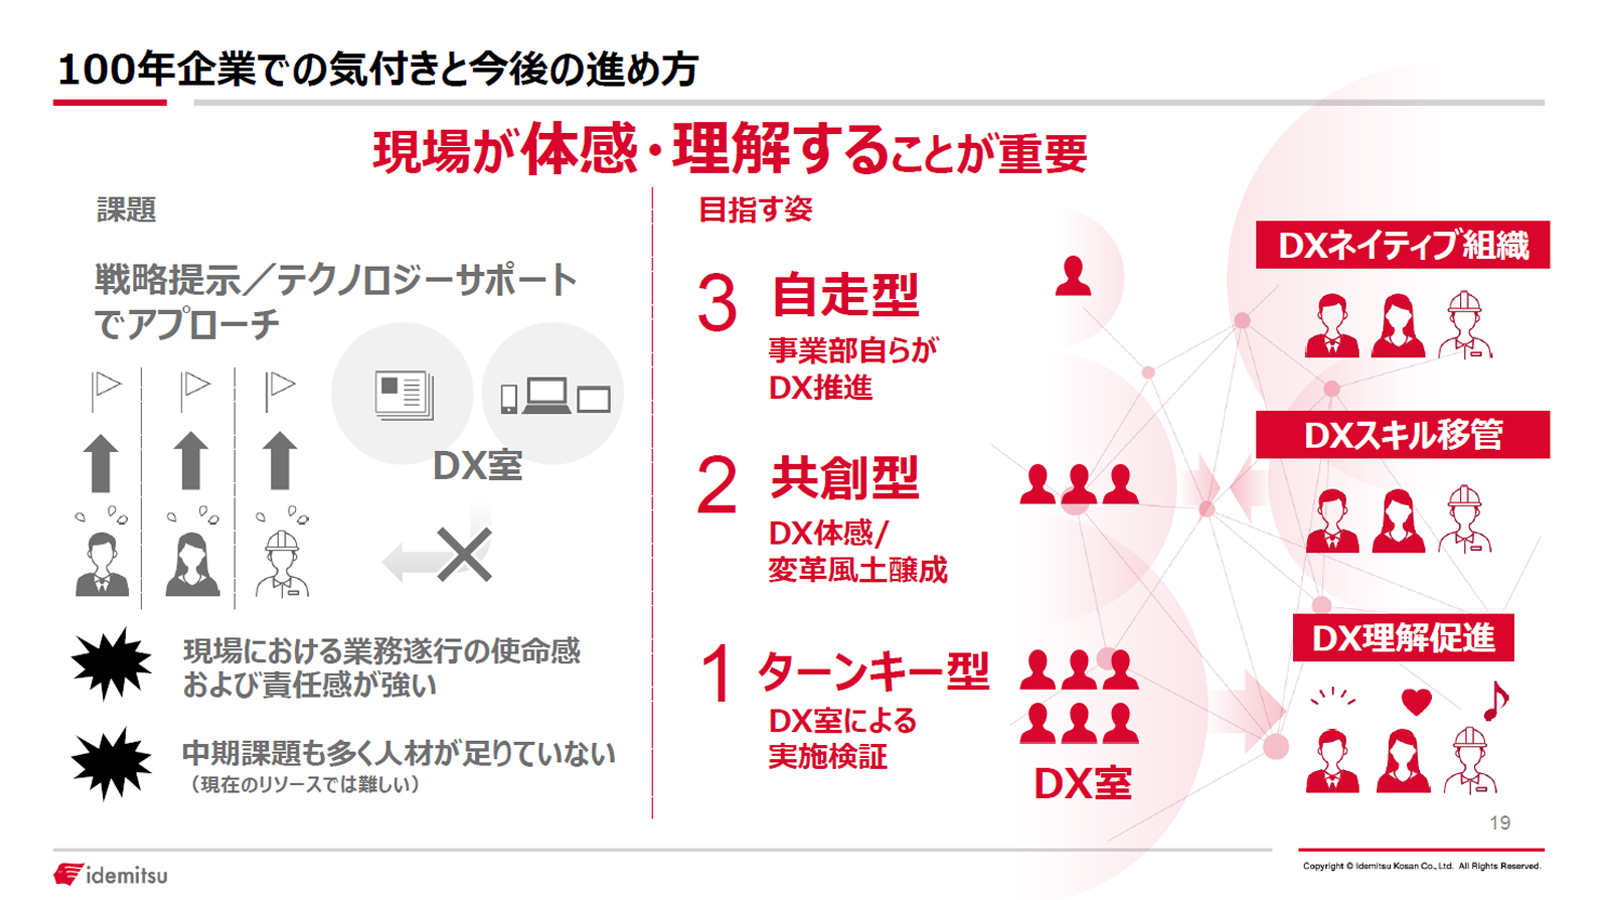 100年企業での気付きと今後の進め方
現場が体感・理解することが重要
課題
戦略提示／テクノロジーサポート
でアプローチ
DX室
現場における業務遂行の使命感
および責任感が強い
中期課題も多く人材が足りていない
（現在のリソースでは難しい）
目指す姿
3 自走型
事業部自らが
DX推進
2 共創型
DX体感/
変革風土醸成
1 ターンキー型
DX室による
実施検証
DX室
DXネイティブ組織
DXスキル移管
DX理解促進
19
idemitsu
Copyright © Idemitsu Kosan Co., Ltd. All Rights Reserved.